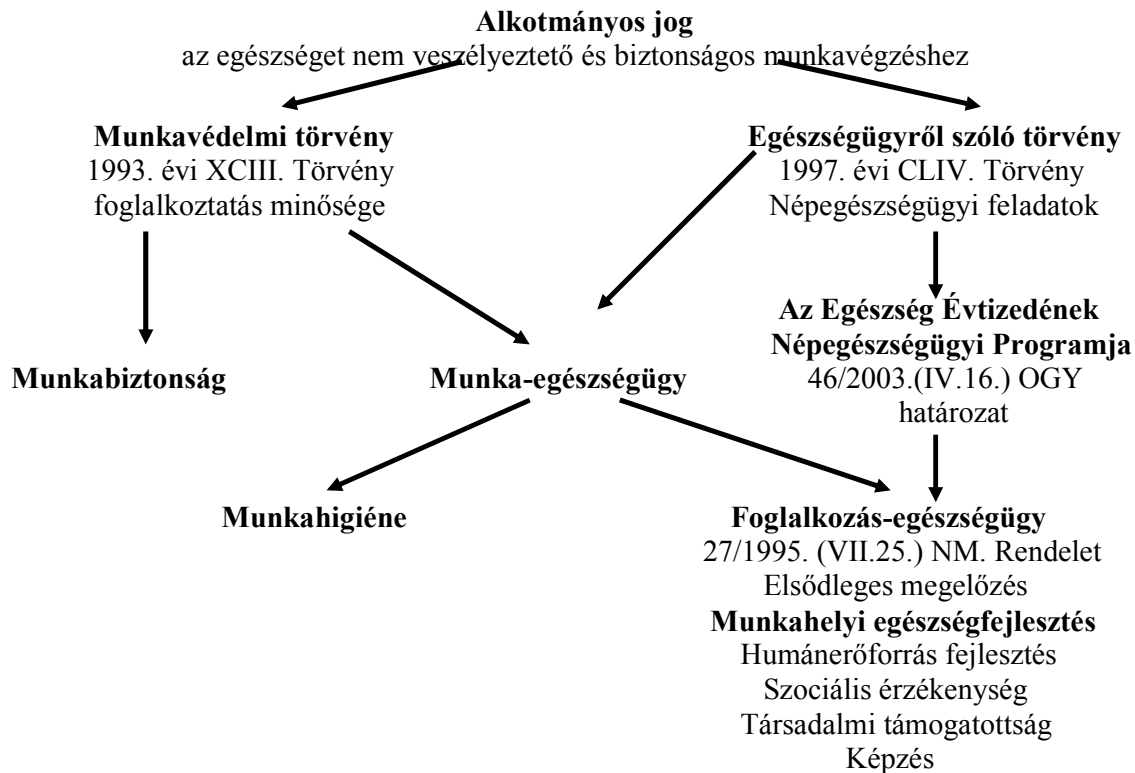 Alkotmányos jog
az egészséget nem veszélyeztető és biztonságos munkavégzéshez
Munkavédelmi törvény
1993. évi XCIII. Törvény
foglalkoztatás minősége
Egészségügyről szóló törvény
1997. évi CLIV. Törvény
Népegészségügyi feladatok
Az Egészség Évtizedének
Népegészségügyi Programja
46/2003.(IV.16.) OGY
határozat
Munkabiztonság
Munka-egészségügy
Munkahigiéne
Foglalkozás-egészségügy
27/1995. (VII.25.) NM. Rendelet
Elsődleges megelőzés
Munkahelyi egészségfejlesztés
Humánerőforrás fejlesztés
Szociális érzékenység
Társadalmi támogatottság
Képzés